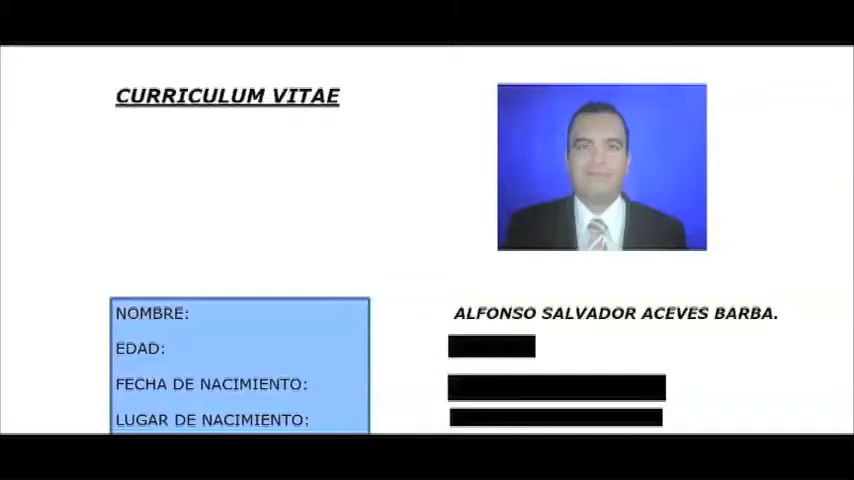 CURRICULUM VITAE
NOMBRE: ALFONSO SALVADOR ACEVES BARBA.
EDAD:
FECHA DE NACIMIENTO:
LUGAR DE NACIMIENTO: